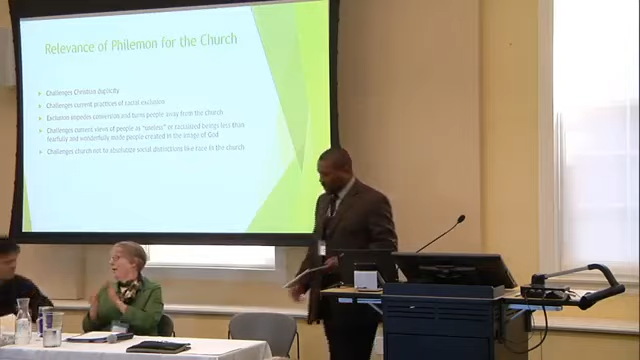 Relevance of Philemon for the Church
Challenges Christian duplicity
Challenges current practices of racial exclusion
Exclusion impedes conversion and turns people away from the church
Challenges current views of people as "useless" or racialized beings less than
fearfully and wonderfully made people created in the image of God
Challenges church not to absolutize social distinctions like race in the church